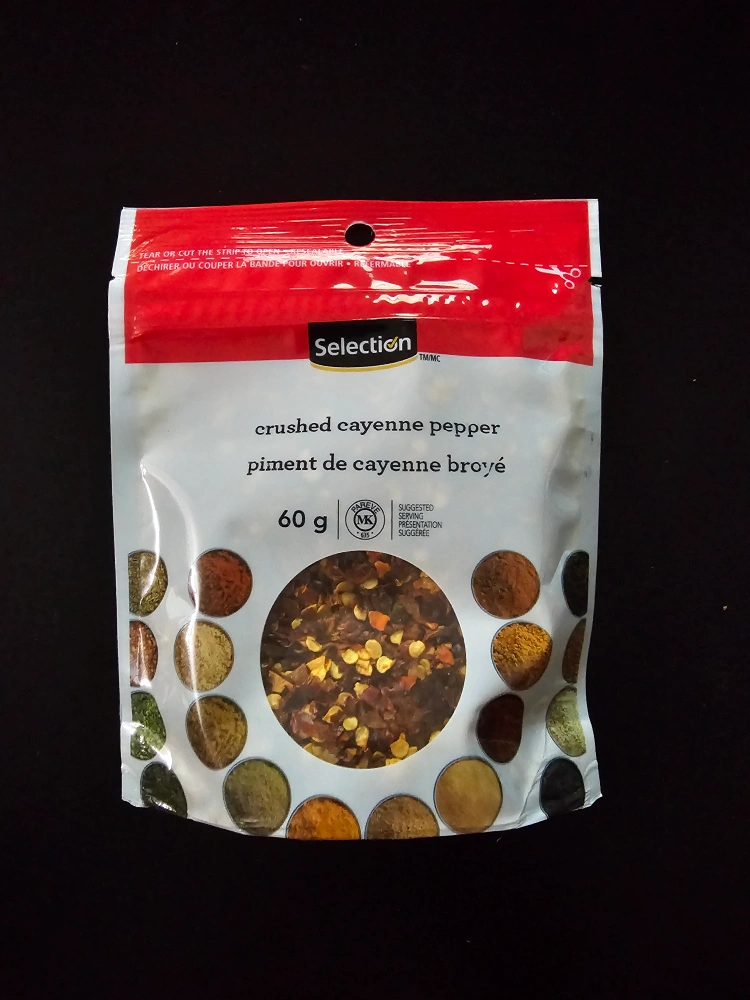 TEAR OR CUT THE STRIP TO OPEN • RESEALABLE
DÉCHIRER OU COUPER LA BANDE POUR OUVRIR • REFERMABLE
Selection
TM/MC
crushed cayenne pepper
piment de cayenne broyé
60 g
PAREVE
MK
SUGGESTED
SERVING
PRÉSENTATION
SUGGÉRÉE